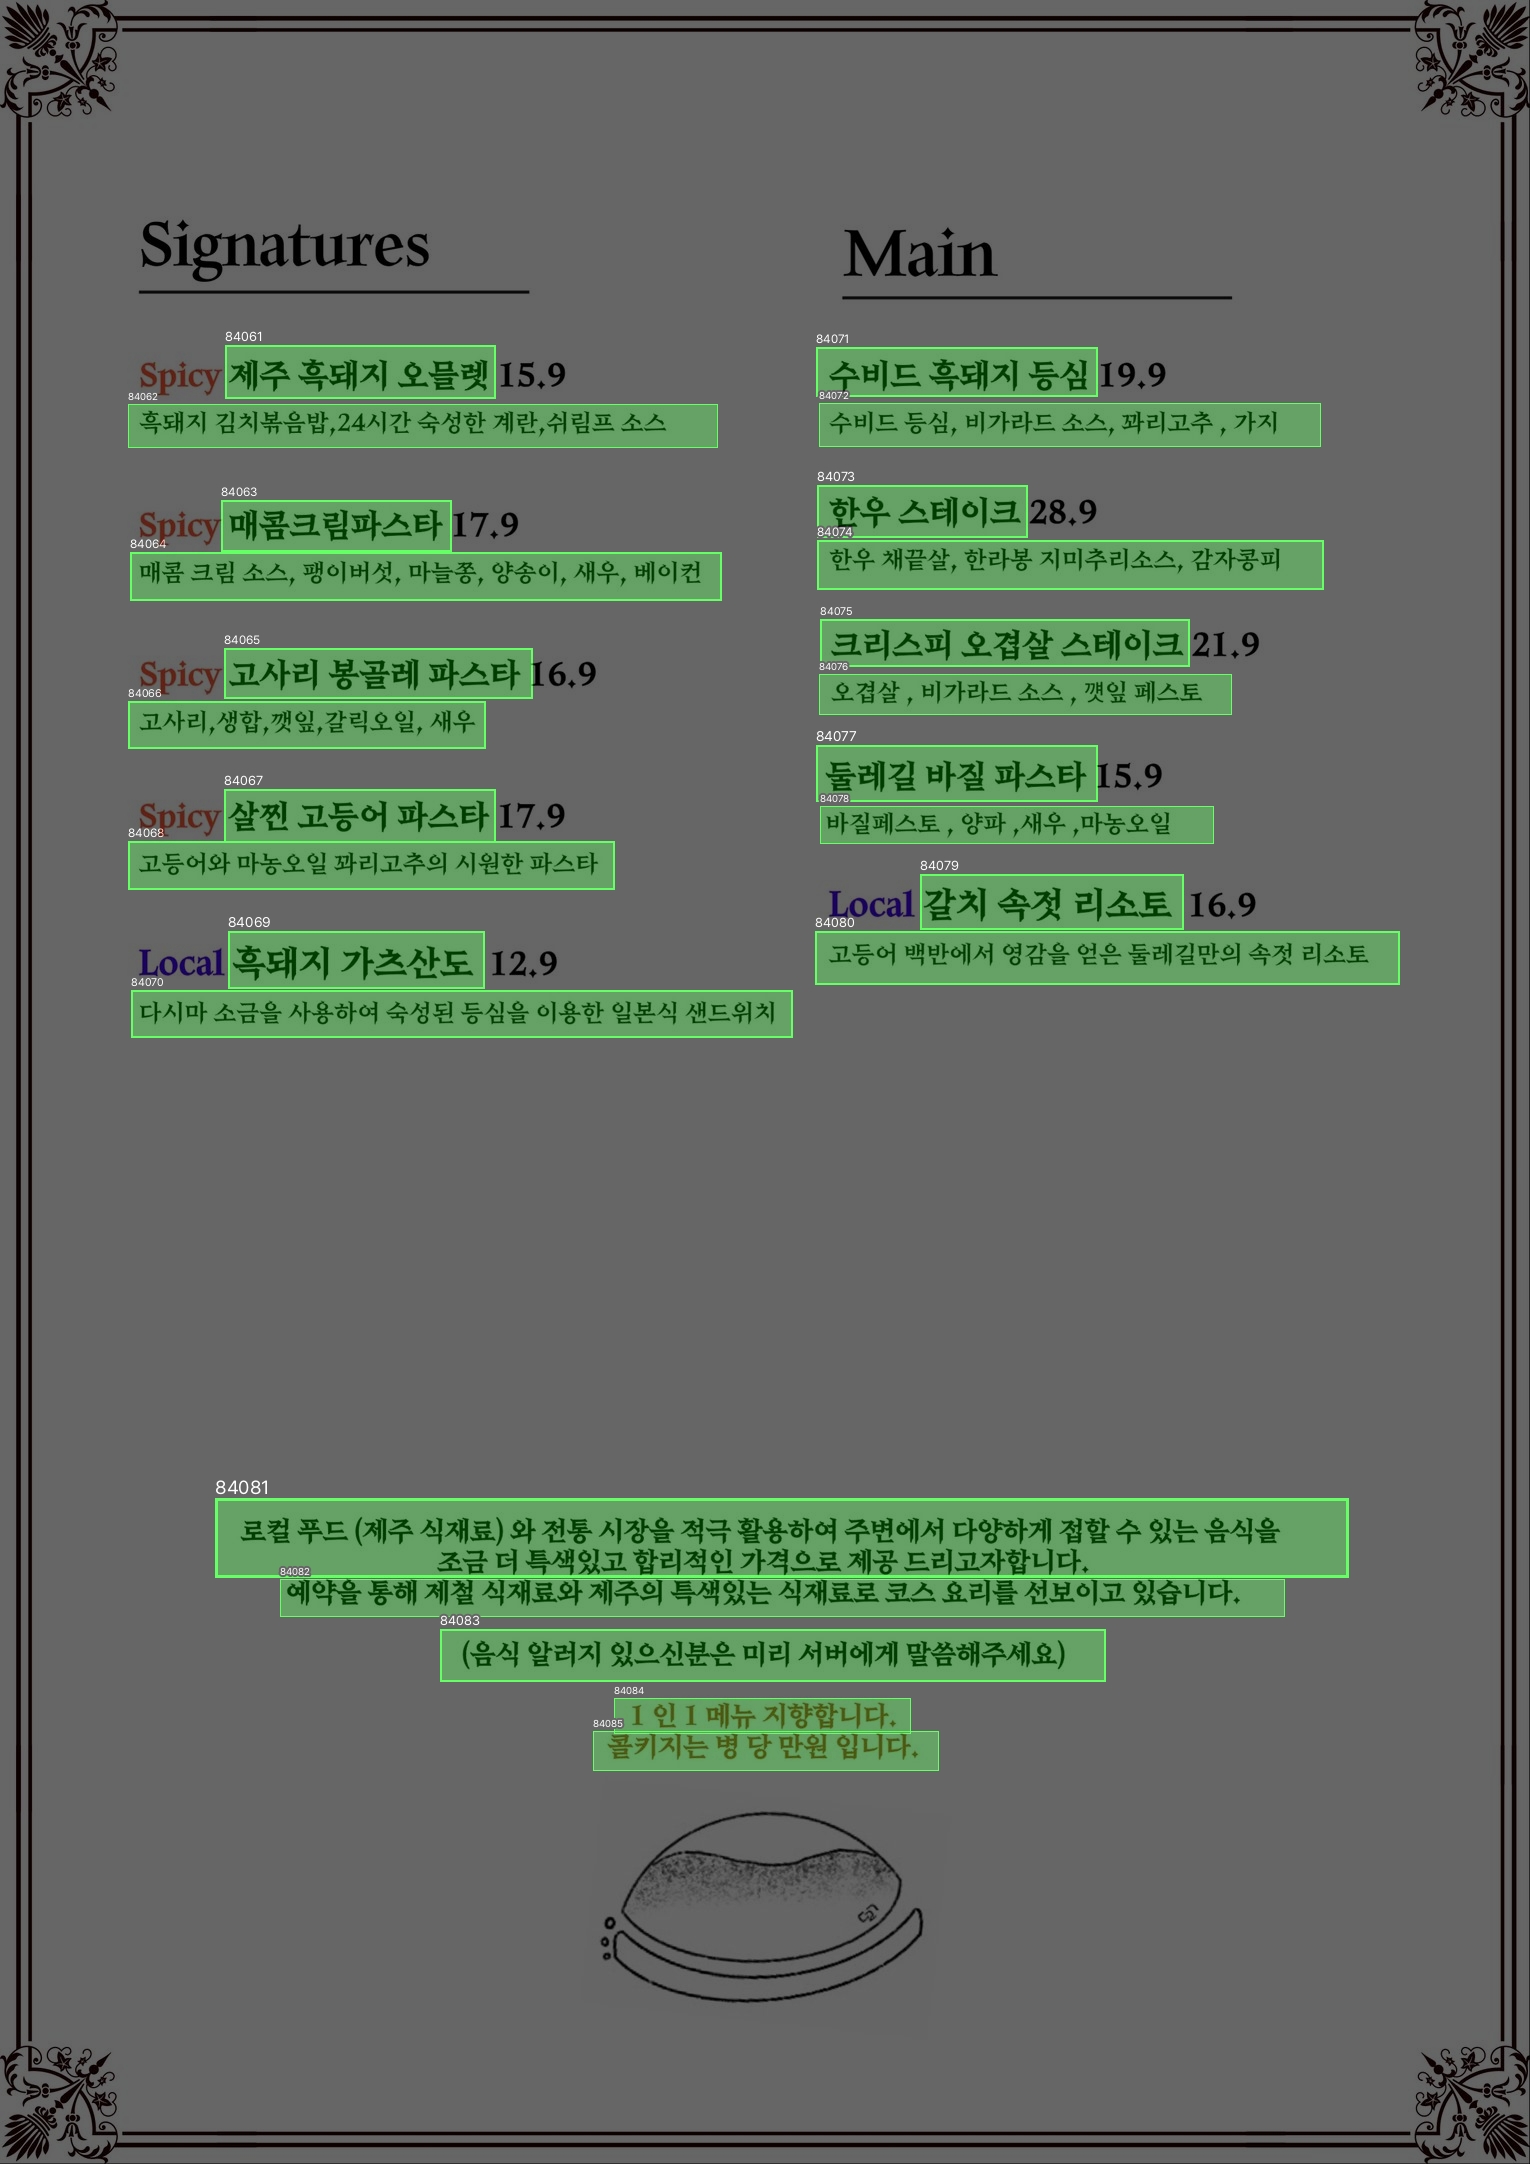 Signatures
Spicy 제주 흑돼지 오믈렛 15.9
흑돼지 김치볶음밥,24시간 숙성한 계란,쉬림프 소스
Spicy 매콤크림파스타 17.9
매콤 크림 소스, 팽이버섯, 마늘쫑, 양송이, 새우, 베이컨
Spicy 고사리 봉골레 파스타 16.9
고사리,생합,깻잎,갈릭오일, 새우
Spicy 살찐 고등어 파스타 17.9
고등어와 마농오일 꽈리고추의 시원한 파스타
Local 흑돼지 가츠산도 12.9
다시마 소금을 사용하여 숙성된 등심을 이용한 일본식 샌드위치
Main
수비드 흑돼지 등심 19.9
수비드 등심, 비가라드 소스, 꽈리고추 , 가지
한우 스테이크 28.9
한우 채끝살, 한라봉 지미추리소스, 감자콩피
크리스피 오겹살 스테이크 21.9
오겹살 , 비가라드 소스 , 깻잎 페스토
둘레길 바질 파스타 15.9
바질페스토 , 양파 ,새우 ,마농오일
Local 갈치 속젓 리소토 16.9
고등어 백반에서 영감을 얻은 둘레길만의 속젓 리소토
로컬 푸드 (제주 식재료) 와 전통 시장을 적극 활용하여 주변에서 다양하게 접할 수 있는 음식을
조금 더 특색있고 합리적인 가격으로 제공 드리고자합니다.
예약을 통해 제철 식재료와 제주의 특색있는 식재료로 코스 요리를 선보이고 있습니다.
(음식 알러지 있으신분은 미리 서버에게 말씀해주세요)
1 인 1 메뉴 지향합니다.
콜키지는 병 당 만원 입니다.
84061
84062
84063
84064
84065
84066
84067
84068
84069
84070
84071
84072
84073
84074
84075
84076
84077
84078
84079
84080
84081
84082
84083
84084
84085